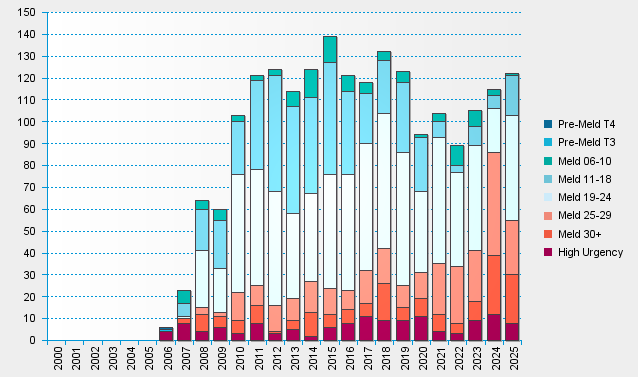 150
140
130
120
110
100
90
80
70
60
50
40
30
20
10
0
2000 2001 2002 2003 2004 2005 2006 2007 2008 2009 2010 2011 2012 2013 2014 2015 2016 2017 2018 2019 2020 2021 2022 2023 2024 2025
Pre-Meld T4
Pre-Meld T3
Meld 06-10
Meld 11-18
Meld 19-24
Meld 25-29
Meld 30+
High Urgency